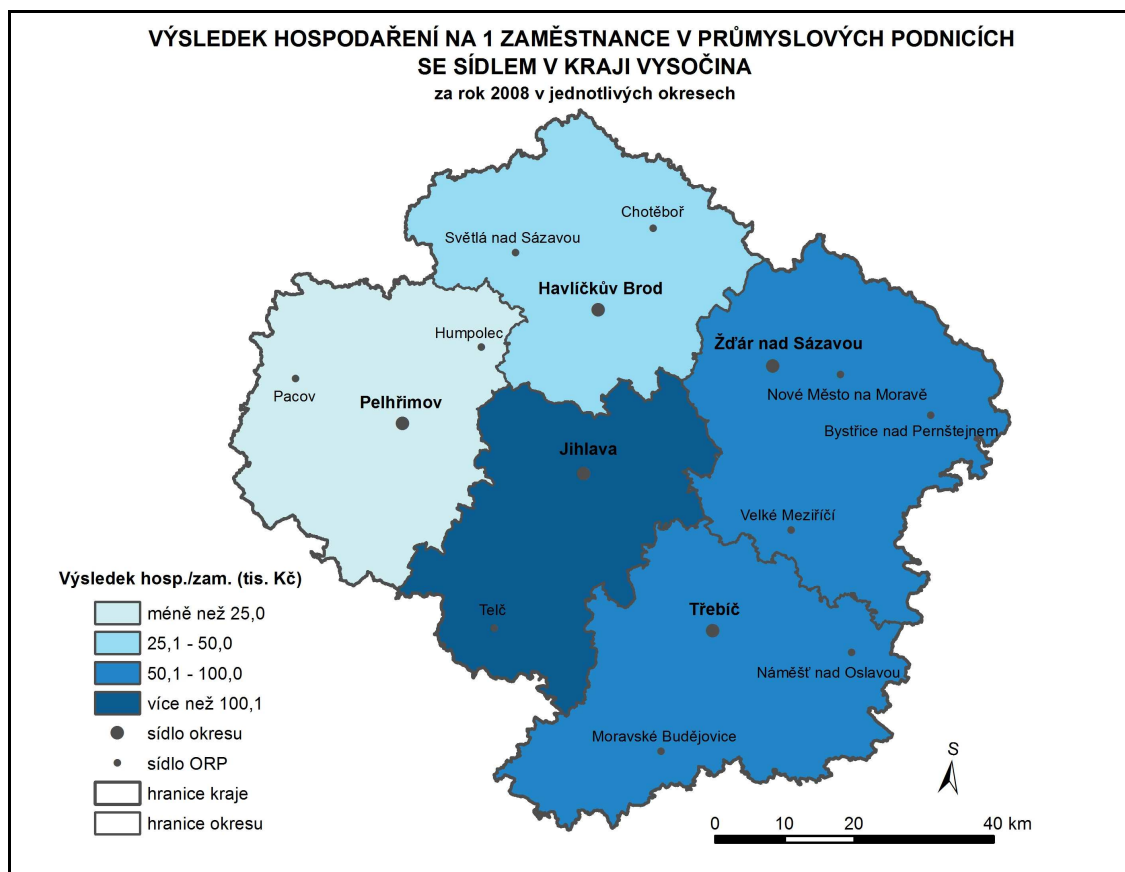 VÝSLEDEK HOSPODAŘENÍ NA 1 ZAMĚSTNANCE V PRŮMYSLOVÝCH PODNICÍCH
SE SÍDLEM V KRAJI VYSOČINA
za rok 2008 v jednotlivých okresech
Chotěboř
Světlá nad Sázavou
Havlíčkův Brod
Humpolec
Žďár nad Sázavou
Pacov
Nové Město na Moravě
Pelhřimov
Bystřice nad Pernštejnem
Jihlava
Velké Meziříčí
Telč
Třebíč
Náměšť nad Oslavou
Moravské Budějovice
Výsledek hosp./zam. (tis. Kč)
méně než 25,0
25,1 - 50,0
50,1 - 100,0
více než 100,1
sídlo okresu
sídlo ORP
hranice kraje
hranice okresu
S
0 10 20 40 km